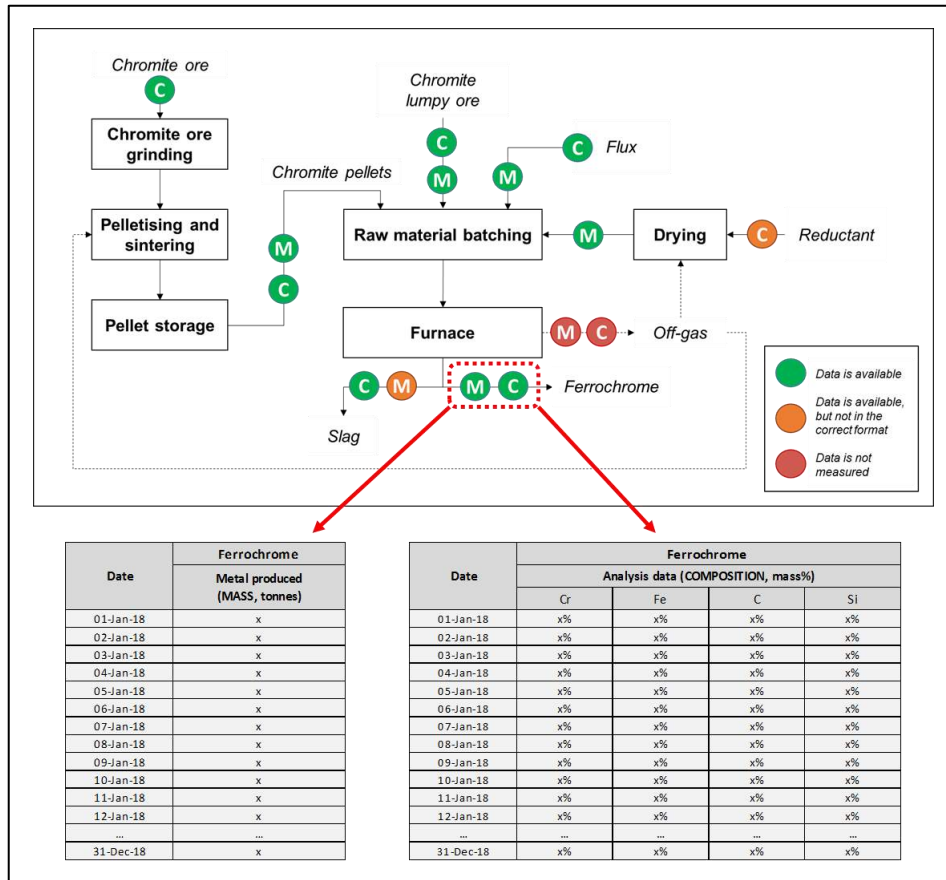 Chromite ore
C
Chromite ore
grinding
Pelletising and
sintering
Pellet storage
Chromite pellets
M
C
Chromite
lumpy ore
C
M
C
Flux
M
Raw material batching
M
Drying
C
Reductant
Furnace
M
C
Off-gas
C
M
M
C
Ferrochrome
Slag
Data is available
Data is available,
but not in the
correct format
Data is not
measured
Date
Ferrochrome
Metal produced
(MASS, tonnes)
01-Jan-18 x
02-Jan-18 x
03-Jan-18 x
04-Jan-18 x
05-Jan-18 x
06-Jan-18 x
07-Jan-18 x
08-Jan-18 x
09-Jan-18 x
10-Jan-18 x
11-Jan-18 x
12-Jan-18 x
... ...
31-Dec-18 x
Date
Ferrochrome
Analysis data (COMPOSITION, mass%)
Cr Fe C Si
01-Jan-18 x% x% x% x%
02-Jan-18 x% x% x% x%
03-Jan-18 x% x% x% x%
04-Jan-18 x% x% x% x%
05-Jan-18 x% x% x% x%
06-Jan-18 x% x% x% x%
07-Jan-18 x% x% x% x%
08-Jan-18 x% x% x% x%
09-Jan-18 x% x% x% x%
10-Jan-18 x% x% x% x%
11-Jan-18 x% x% x% x%
12-Jan-18 x% x% x% x%
... ... ... ... ...
31-Dec-18 x% x% x% x%